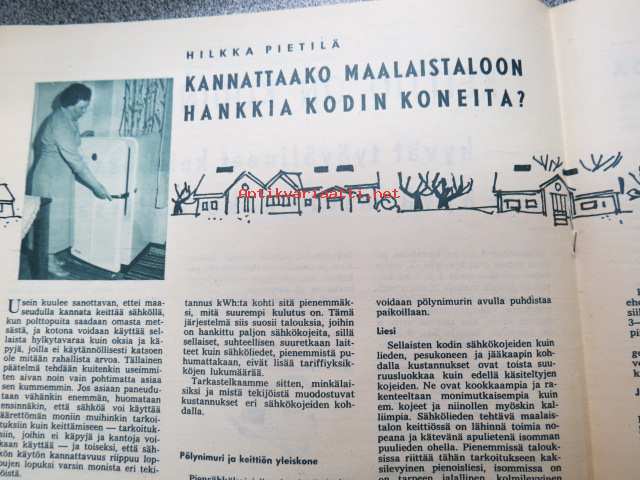 HILKKA PIETILÄ
KANNATTAAKO MAALAISTALOON
HANKKIA KODIN KONEITA?
Antikvariaatti.net
Usein kuulee sanottavan, ettei maa-
seudulla kannata keittää sähköllä,
kun polttopuita saadaan omasta met-
sästä, ja kotona voidaan käyttää sel-
laista hylkytavaraa kuin oksia ja kä-
pyjä, joilla ei käytännöllisesti katsoen
ole mitään rahallista arvoa. Tällainen
päätelmä tehdään kuitenkin useimmi-
ten aivan noin vain pohtimatta asiaa
sen kummemmin. Jos asiaan paneudu-
taan vähänkin enemmän, huomataan
ensinnäkin, että sähköä voi käyttää
äärettömän moniin muihinkin tarkoi-
tuksiin kuin keittämiseen — tarkoituk-
siin, joihin ei käpyjä ja kantoja voi-
kaan käyttää — ja toiseksi, että säh-
kön käytön kannattavuus riippuu lop-
pujen lopuksi varsin monista eri teki-
jöistä.
tannus kWh:ta kohti sitä pienemmäk-
si, mitä suurempi kulutus on. Tämä
järjestelmä siis suosii talouksia, joihin
on hankittu paljon sähkökojeita, sillä
sellaiset, suhteellisen suuretkaan lait-
teet kuin sähköliedet, pienemmistä pu-
humattakaan, eivät lisää tariffiyksik-
köjen lukumäärää.
Tarkastelkaamme sitten, minkälai-
siksi ja mistä tekijöistä muodostuvat
kustannukset eri sähkökojeiden koh-
dalla.
Pölynimuri ja keittiön yleiskone
voidaan pölynimurin avulla puhdistaa
paikoillaan.
Liesi
Sellaisten kodin sähkökojeiden kuin
lieden, pesukoneen ja jääkaapin koh-
dalla kustannukset ovat toista suu-
ruusluokkaa kuin edellä käsiteltyjen
kojeiden. Ne ovat kookkaampia ja ra-
kenteeltaan monimutkaisempia kuin
em. kojeet ja niinollen myöskin kal-
liimpia. Sähkölieden tehtävä maalais-
talon keittiössä on lähinnä toimia no-
peana ja kätevänä apulietenä isomman
puulieden ohella. Pienemmissä talouk-
sissa riittää tähän tarkoitukseen kak-
silevyinen pienoisliesi, isommissa on
on tarpeen jalallinen, kolmilevyinen